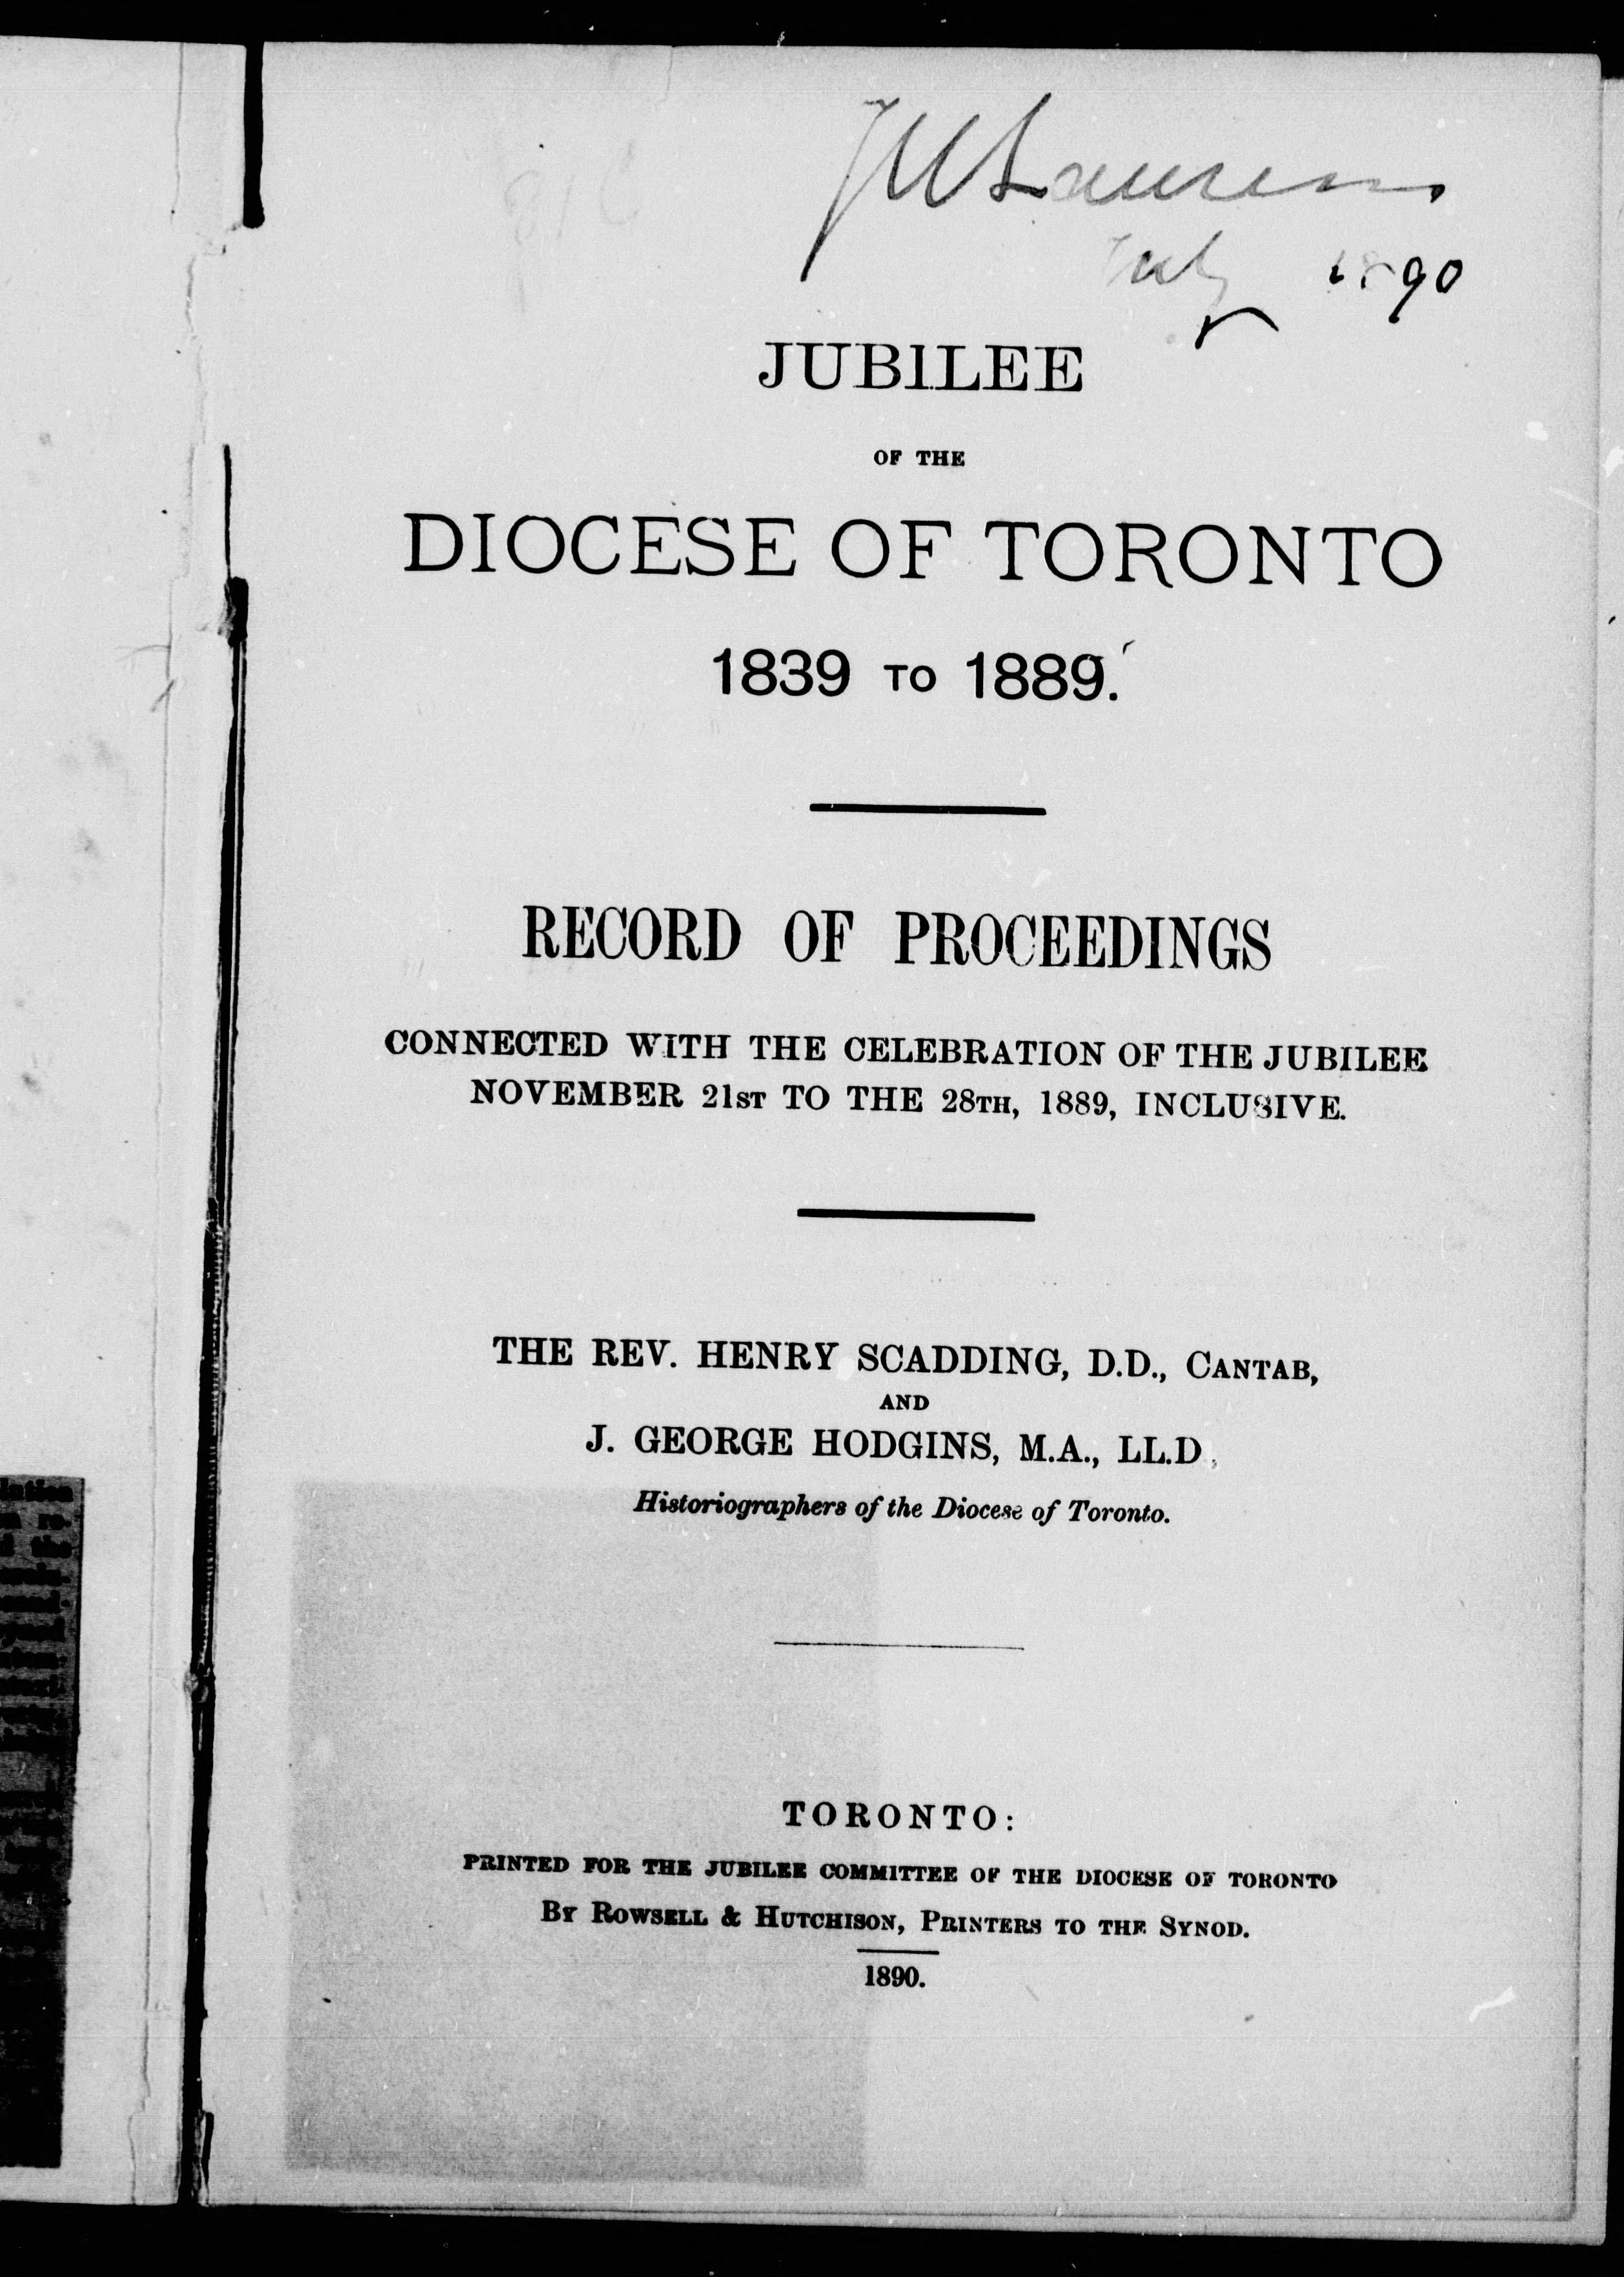 July 1890
JUBILEE
OF THE
DIOCESE OF TORONTO
1839 TO 1889.
RECORD OF PROCEEDINGS
CONNECTED WITH THE CELEBRATION OF THE JUBILEE
NOVEMBER 21ST TO THE 28TH, 1889, INCLUSIVE.
THE REV. HENRY SCADDING, D.D., CANTAB,
AND
J. GEORGE HODGINS, M.A., LL.D,
Historiographers of the Diocese of Toronto.
TORONTO:
PRINTED FOR THE JUBILEE COMMITTEE OF THE DIOCESE OF TORONTO
BY ROWSELL & HUTCHISON, PRINTERS TO THE SYNOD.
1890.